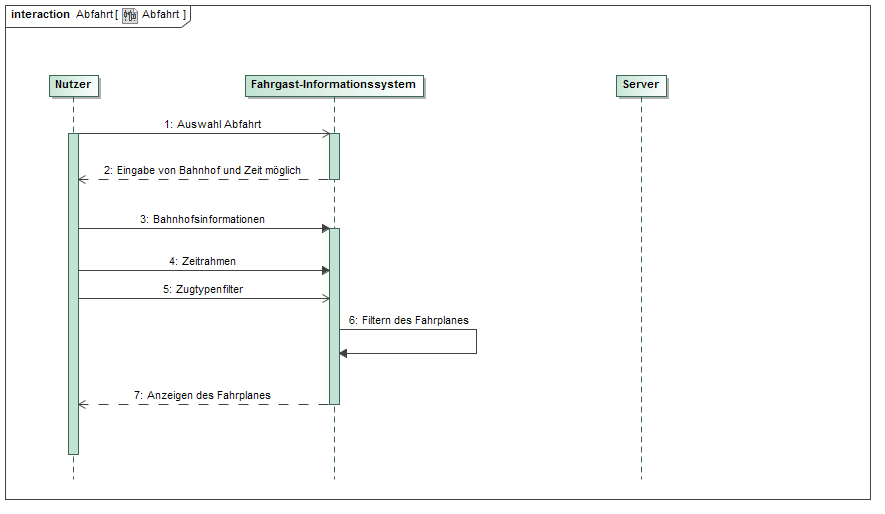 interaction Abfahrt [ Abfahrt ]
Nutzer
Fahrgast-Informationssystem
Server
1: Auswahl Abfahrt
2: Eingabe von Bahnhof und Zeit möglich
3: Bahnhofsinformationen
4: Zeitrahmen
5: Zugtypenfilter
6: Filtern des Fahrplanes
7: Anzeigen des Fahrplanes